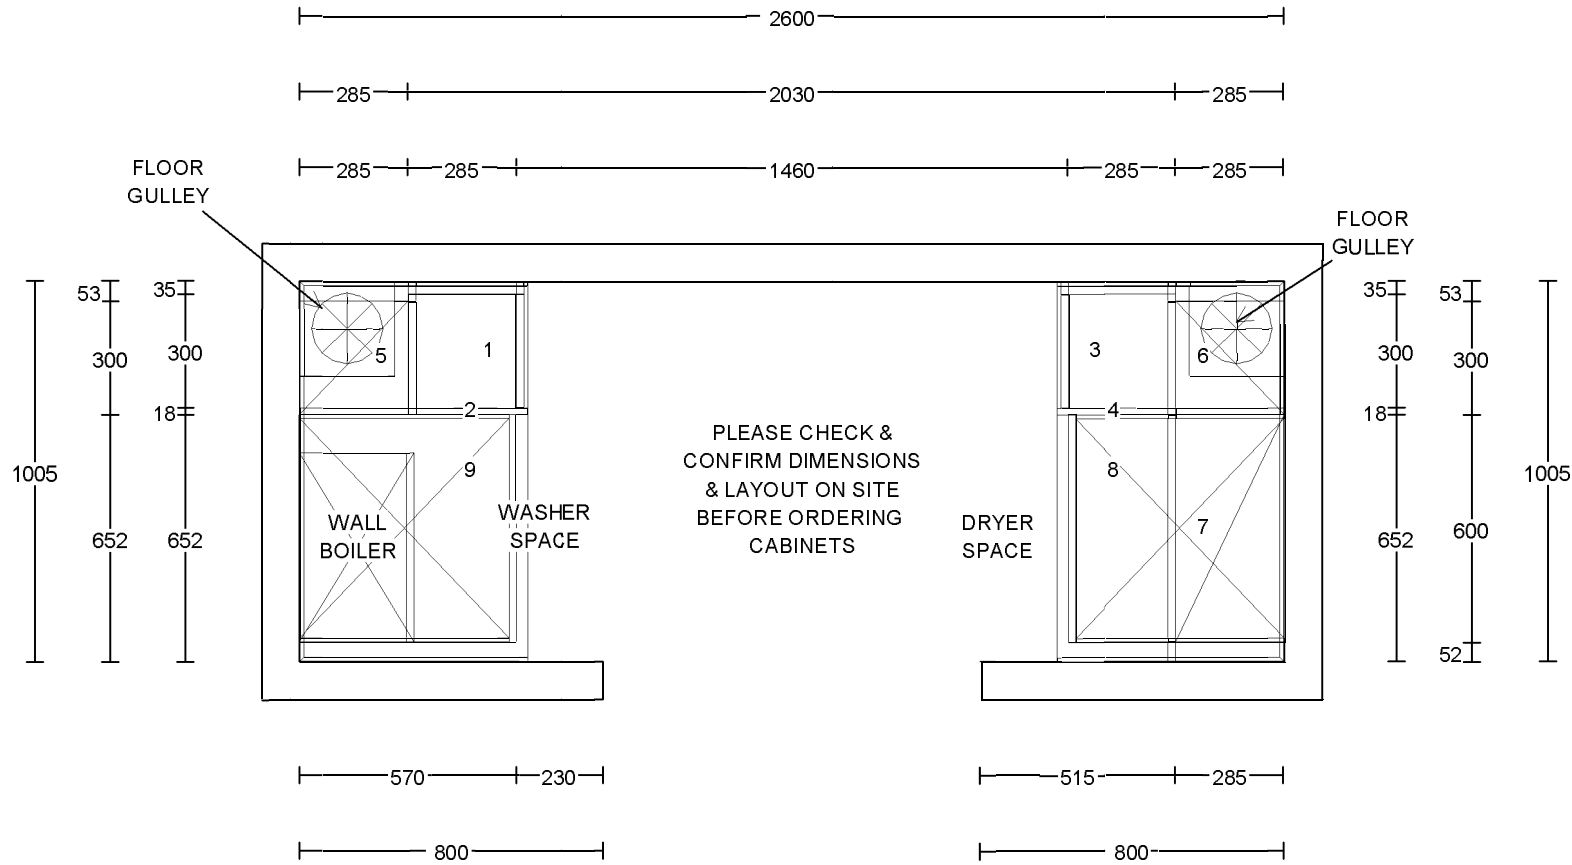 2600
285 2030 285
285 285 1460 285 285
FLOOR
GULLEY
FLOOR
GULLEY
53 35 35 53
300 300 5 1 3 6 300 300
18 2 4 18
1005 652 652 9 8 7 652 600 1005
52
WALL
BOILER
WASHER
SPACE
PLEASE CHECK &
CONFIRM DIMENSIONS
& LAYOUT ON SITE
BEFORE ORDERING
CABINETS
DRYER
SPACE
570 230 515 285
800 800